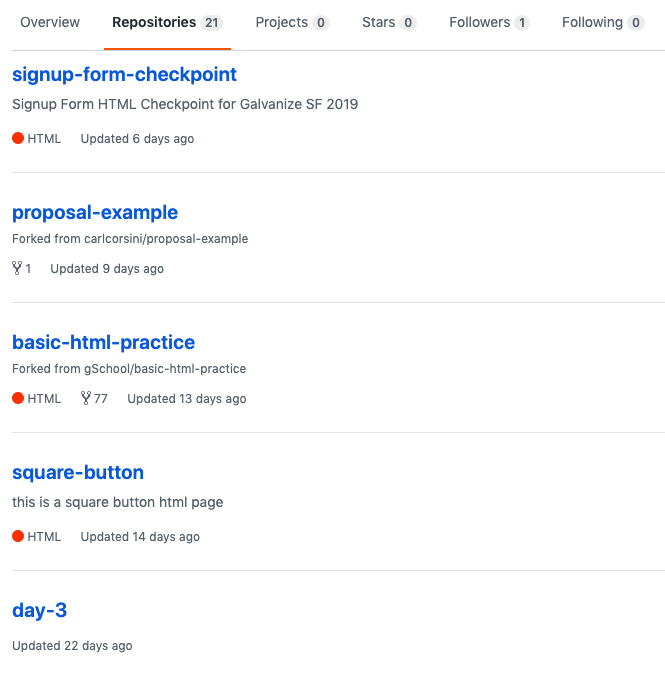 Overview Repositories 21 Projects 0 Stars 0 Followers 1 Following 0
signup-form-checkpoint
Signup Form HTML Checkpoint for Galvanize SF 2019
HTML Updated 6 days ago
proposal-example
Forked from carlcorsini/proposal-example
1 Updated 9 days ago
basic-html-practice
Forked from gSchool/basic-html-practice
HTML 77 Updated 13 days ago
square-button
this is a square button html page
HTML Updated 14 days ago
day-3
Updated 22 days ago